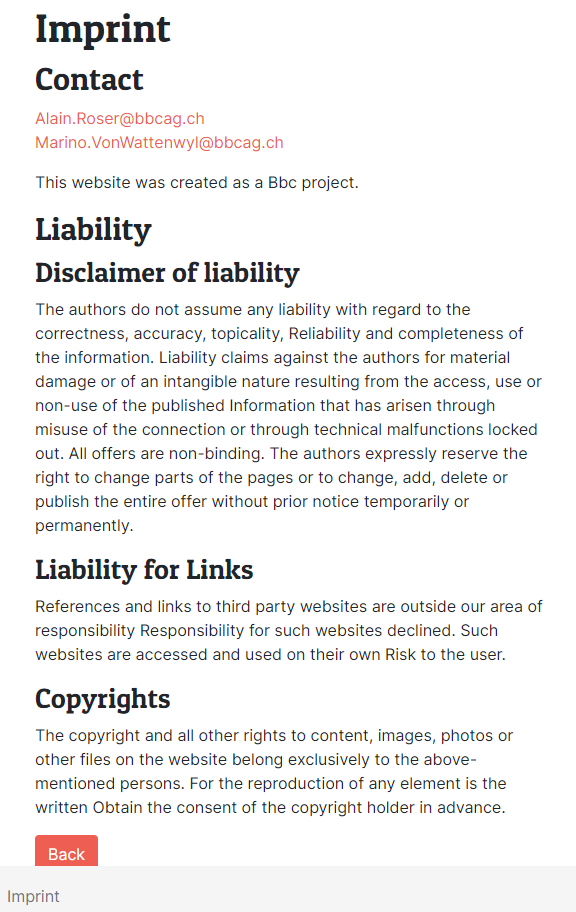 Imprint
Contact
Alain.Roser@bbcag.ch
Marino.VonWattenwyl@bbcag.ch
This website was created as a Bbc project.
Liability
Disclaimer of liability
The authors do not assume any liability with regard to the
correctness, accuracy, topicality, Reliability and completeness of
the information. Liability claims against the authors for material
damage or of an intangible nature resulting from the access, use or
non-use of the published Information that has arisen through
misuse of the connection or through technical malfunctions locked
out. All offers are non-binding. The authors expressly reserve the
right to change parts of the pages or to change, add, delete or
publish the entire offer without prior notice temporarily or
permanently.
Liability for Links
References and links to third party websites are outside our area of
responsibility Responsibility for such websites declined. Such
websites are accessed and used on their own Risk to the user.
Copyrights
The copyright and all other rights to content, images, photos or
other files on the website belong exclusively to the above-
mentioned persons. For the reproduction of any element is the
written Obtain the consent of the copyright holder in advance.
Back
Imprint